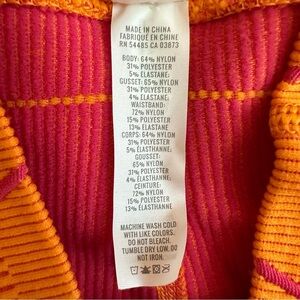 MADE IN CHINA
FABRIQUE EN CHINE
RN 54485 CA 03873
BODY: 64% NYLON
31% POLYESTER
5% ELASTANE;
GUSSET: 65% NYLON
31% POLYESTER
4% ELASTANE;
WAISTBAND:
72% NYLON
15% POLYESTER
13% ELASTANE
CORPS: 64% NYLON
31% POLYESTER
5% ÉLASTHANNE;
GOUSSET:
65% NYLON
31% POLYESTER
4% ÉLASTHANNE;
CEINTURE:
72% NYLON
15% POLYESTER
13% ÉLASTHANNE
MACHINE WASH COLD
WITH LIKE COLORS.
DO NOT BLEACH.
TUMBLE DRY LOW. DO
NOT IRON.